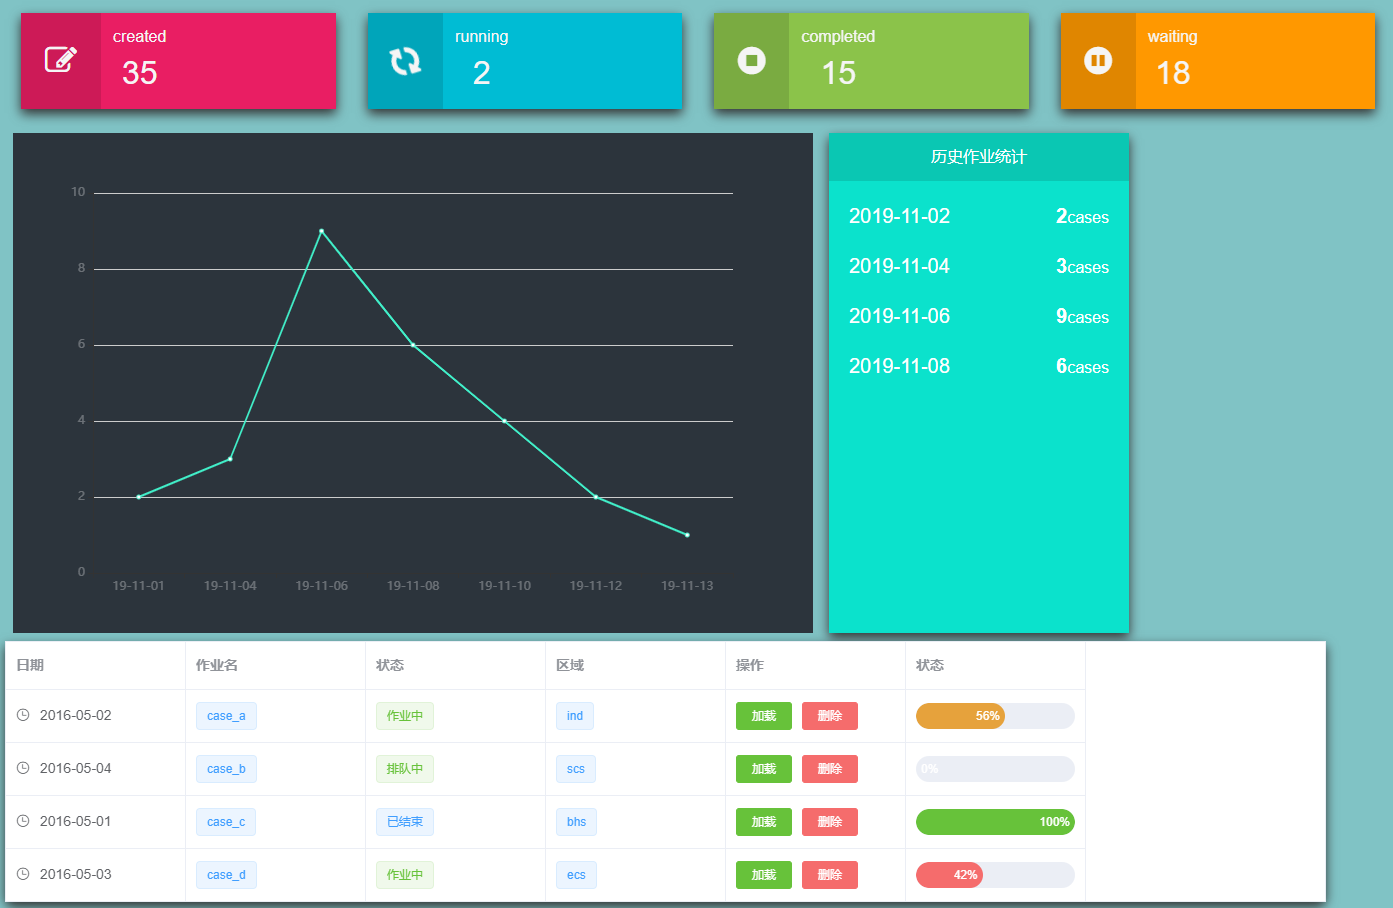 created
35
running
2
completed
15
waiting
18
10
8
6
4
2
0
19-11-01 19-11-04 19-11-06 19-11-08 19-11-10 19-11-12 19-11-13
历史作业统计
2019-11-02 2cases
2019-11-04 3cases
2019-11-06 9cases
2019-11-08 6cases
日期 作业名 状态 区域 操作 状态
2016-05-02 case_a 作业中 ind 加载 删除 56%
2016-05-04 case_b 排队中 scs 加载 删除 0%
2016-05-01 case_c 已结束 bhs 加载 删除 100%
2016-05-03 case_d 作业中 ecs 加载 删除 42%